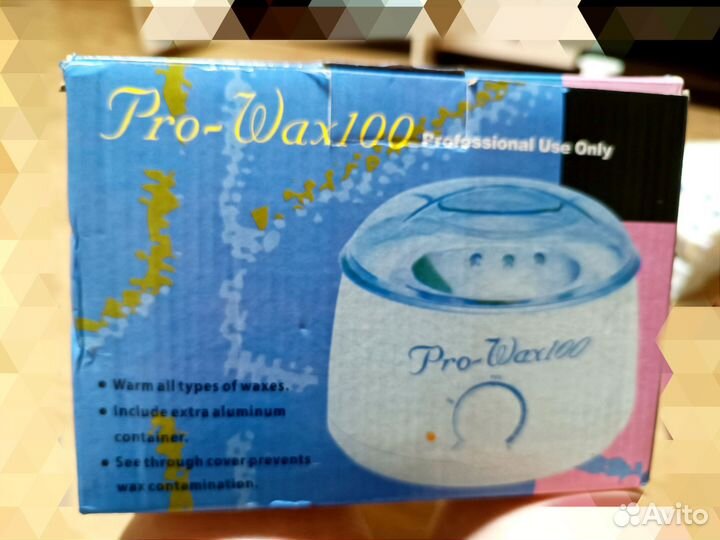 Pro-Wax100 Professional Use Only
Pro-Wax100
• Warm all types of waxes.
• Include extra aluminum
container.
• See through cover prevents
wax contamination.
Avito